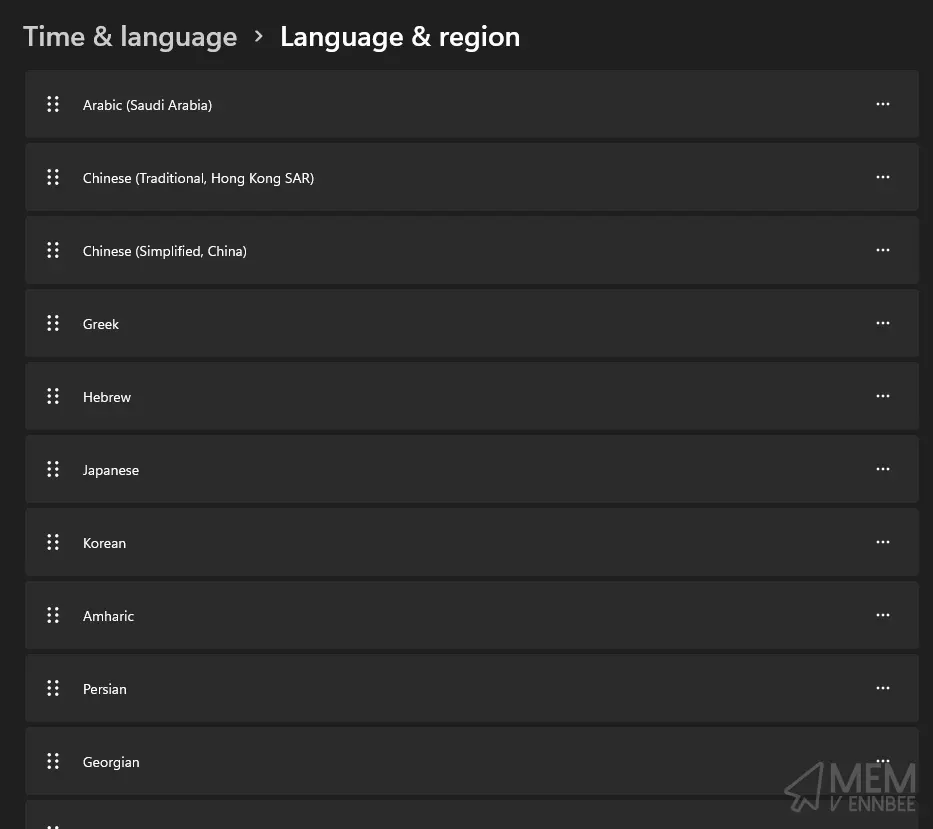 Time & language > Language & region
Arabic (Saudi Arabia)
Chinese (Traditional, Hong Kong SAR)
Chinese (Simplified, China)
Greek
Hebrew
Japanese
Korean
Amharic
Persian
Georgian
MEM
V ENNBEE